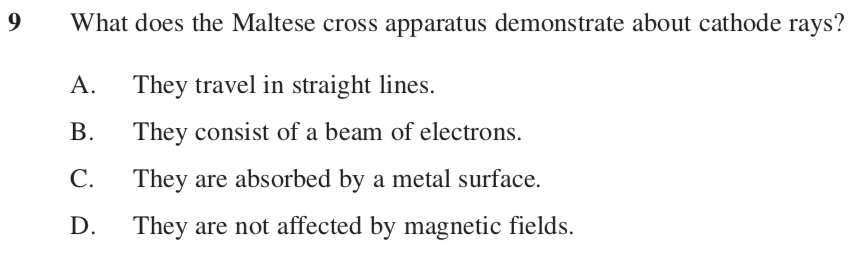 9 What does the Maltese cross apparatus demonstrate about cathode rays?
A. They travel in straight lines.
B. They consist of a beam of electrons.
C. They are absorbed by a metal surface.
D. They are not affected by magnetic fields.